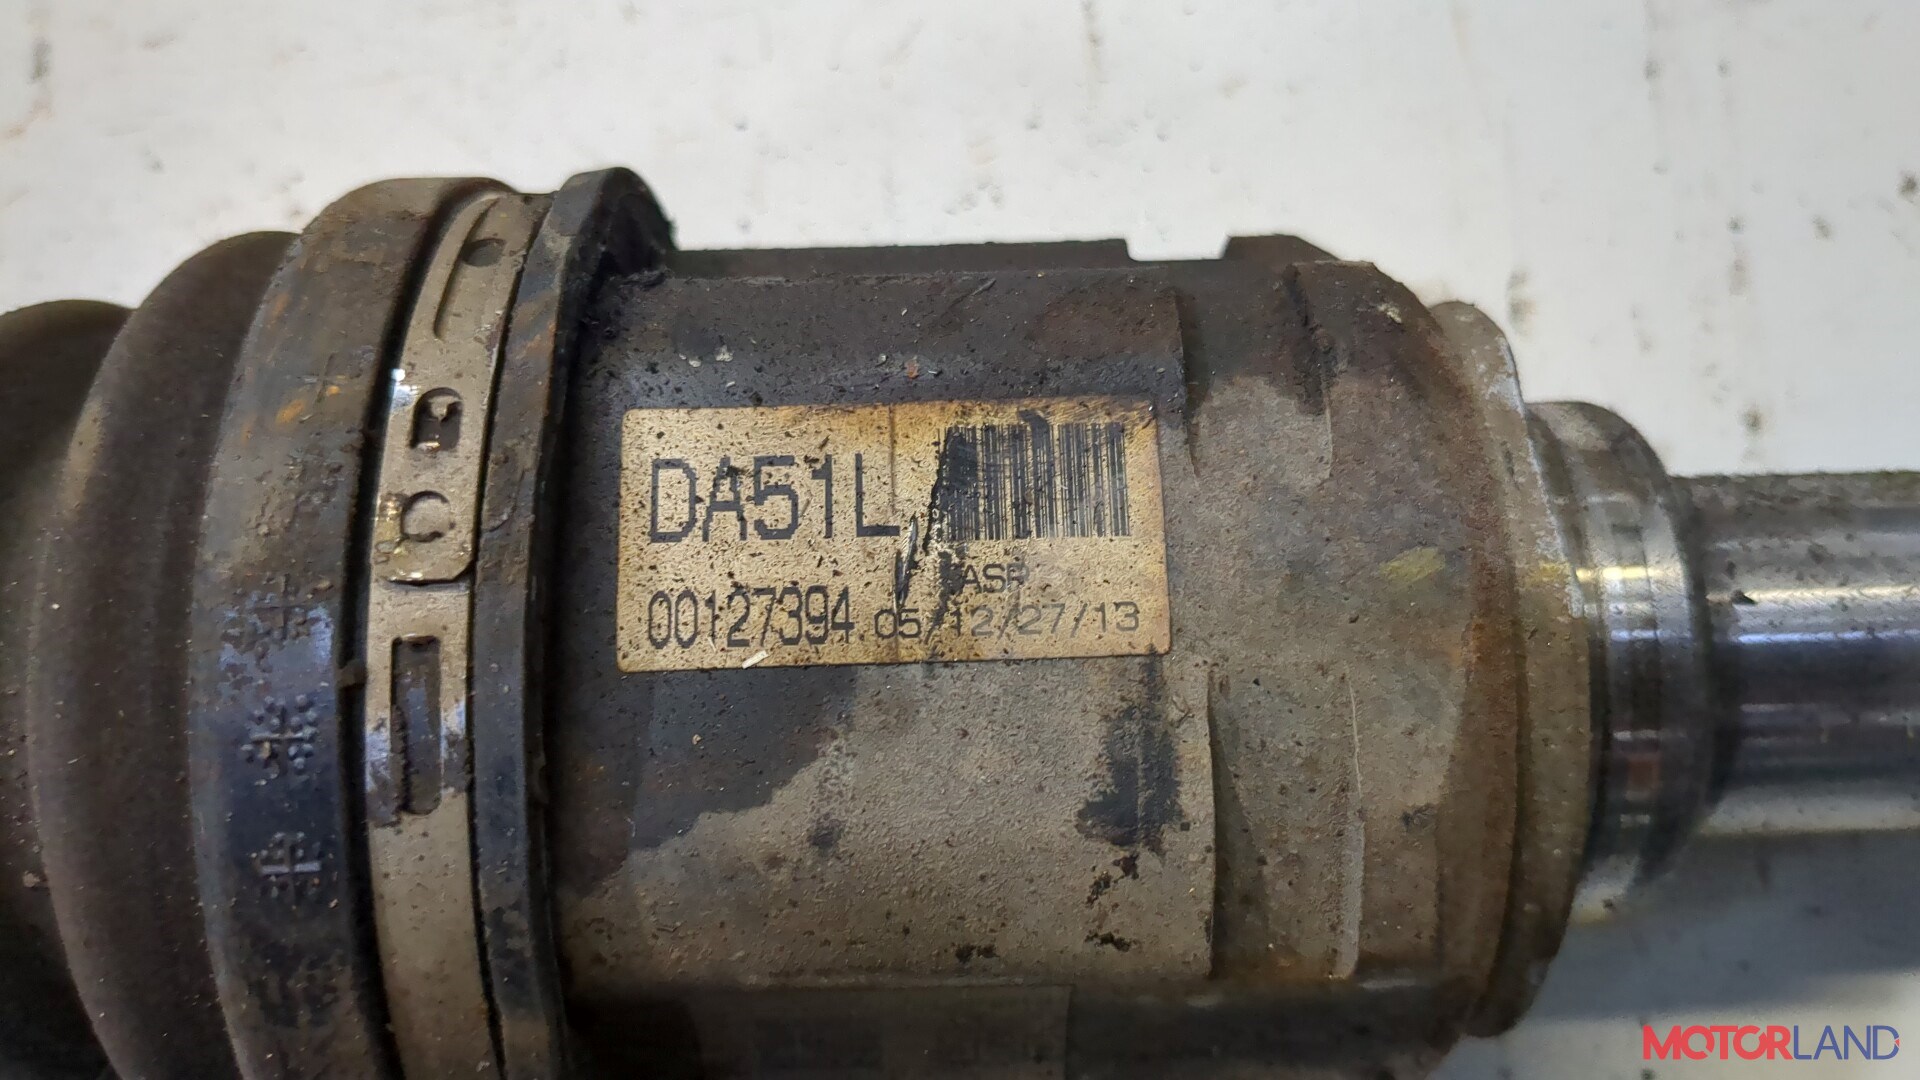 DA51L
ASP
00127394 05/12/27/13
MOTORLAND